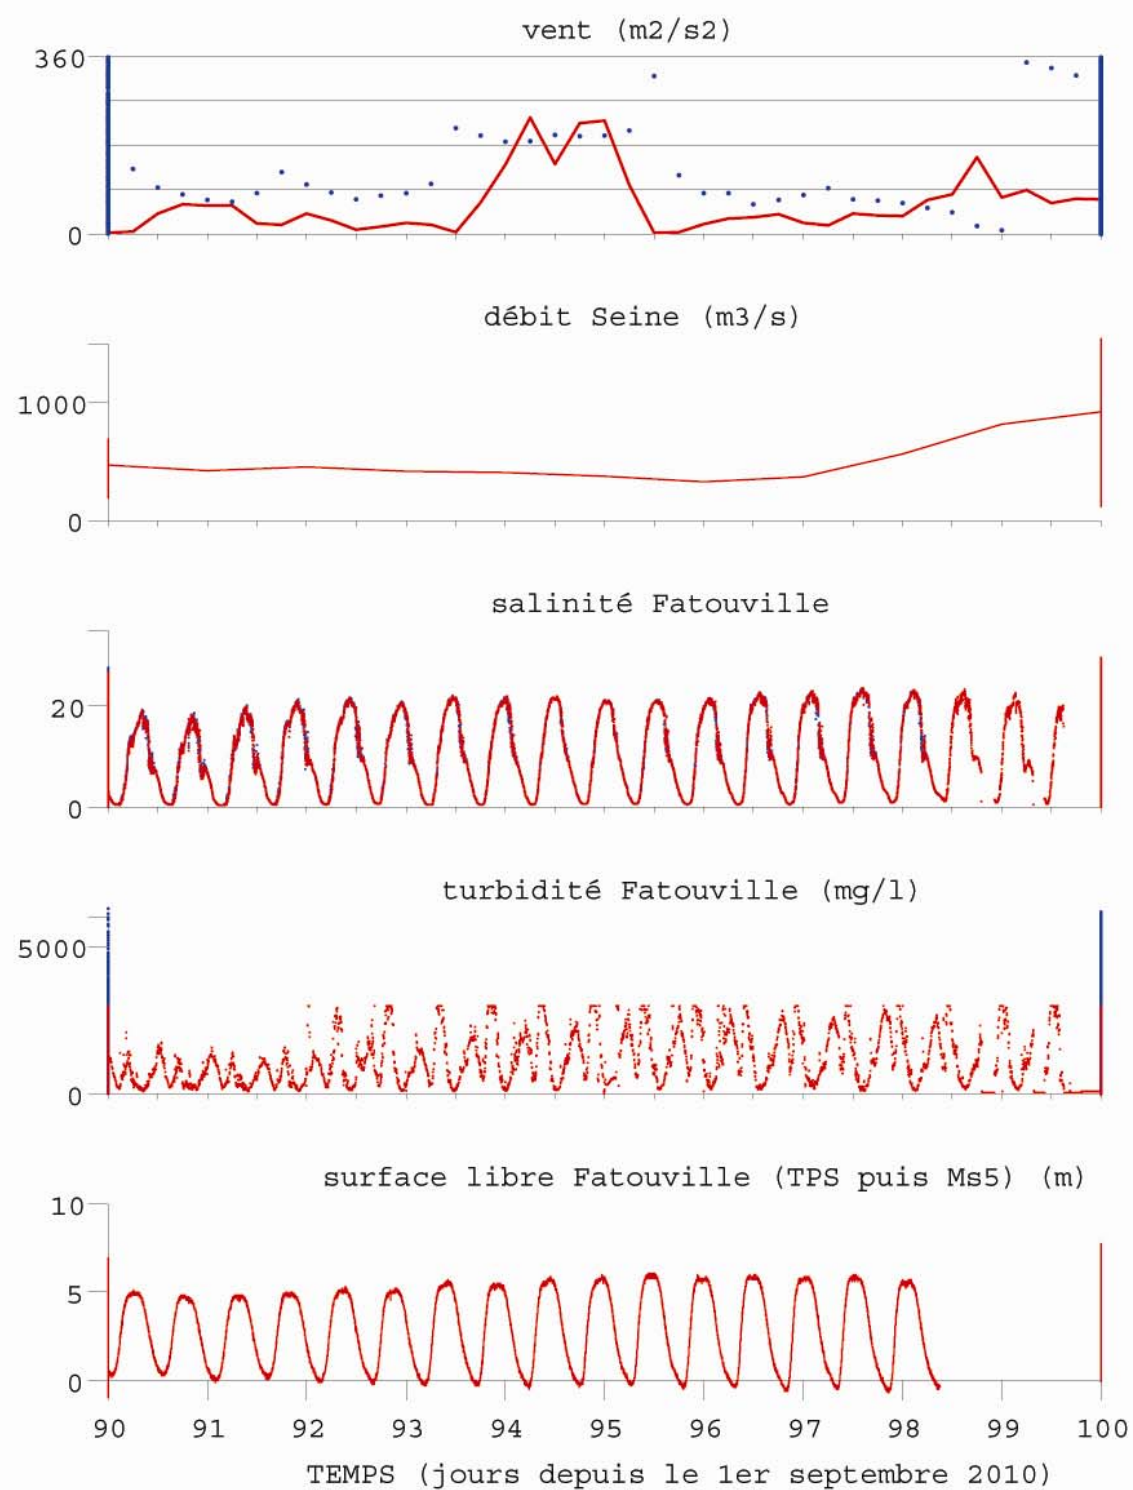 vent (m2/s2)
360
0
débit Seine (m3/s)
1000
0
salinité Fatouville
20
0
turbidité Fatouville (mg/l)
5000
0
surface libre Fatouville (TPS puis Ms5) (m)
10
5
0
90 91 92 93 94 95 96 97 98 99 100
TEMPS (jours depuis le 1er septembre 2010)